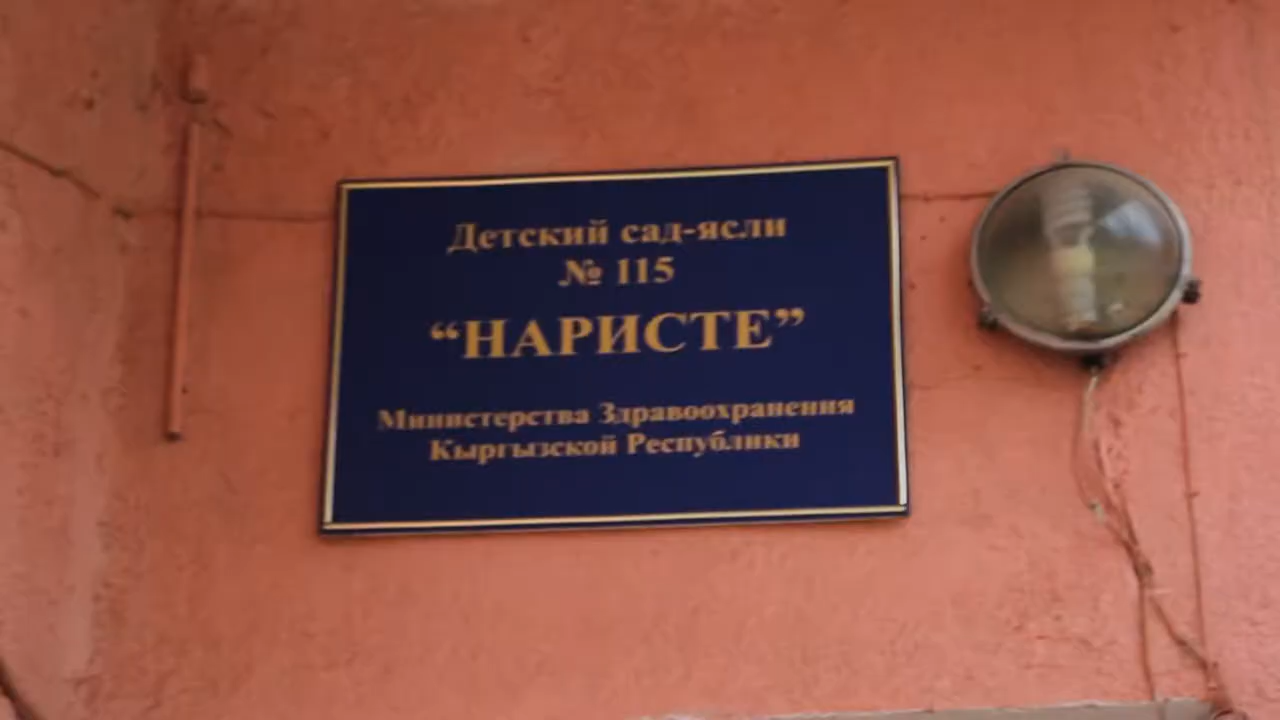 Детский сад-ясли
№ 115
“НАРИСТЕ”
Министерства Здравоохранения
Кыргызской Республики